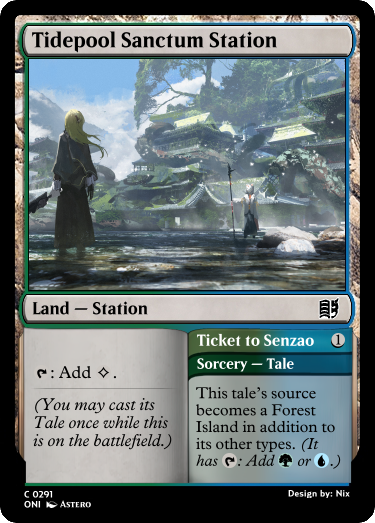 Tidepool Sanctum Station
Land — Station
: Add .
(You may cast its
Tale once while this
is on the battlefield.)
Ticket to Senzao 1
Sorcery — Tale
This tale's source
becomes a Forest
Island in addition to
its other types. (It
has : Add or .)
C 0291
ONI Astero
Design by: Nix